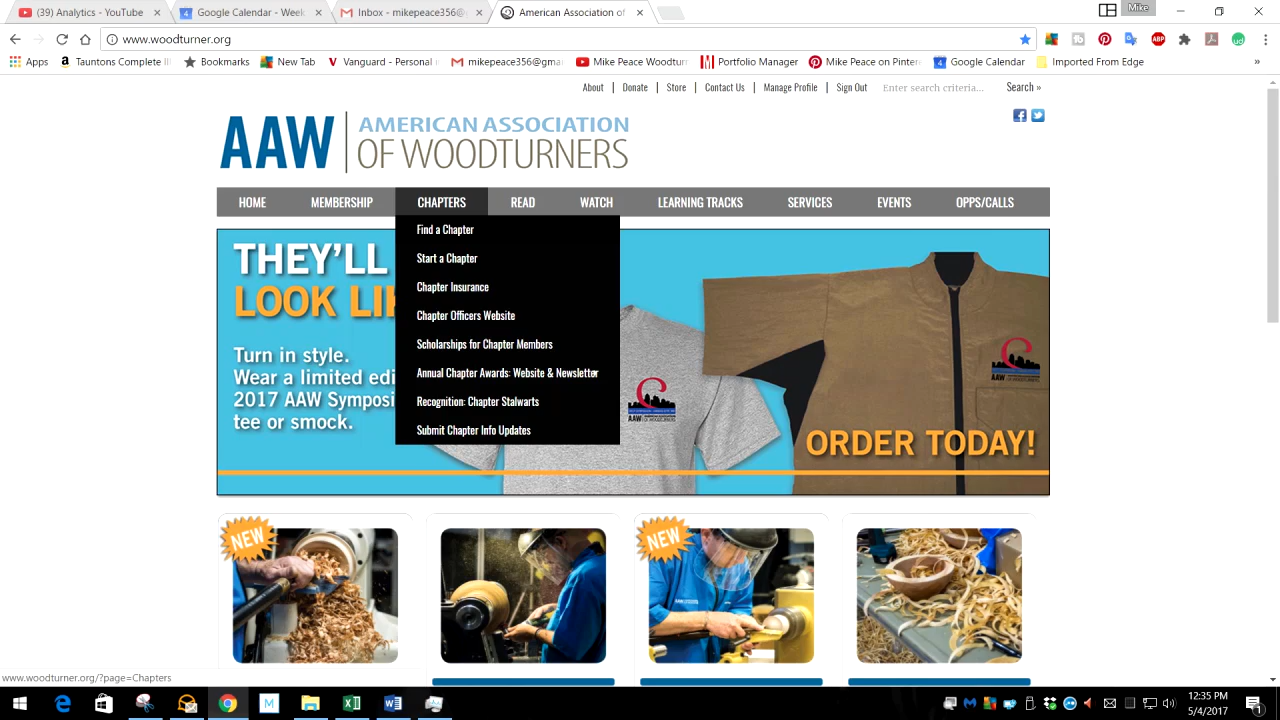 (39) Analytics - YouTube
Google Calendar - Week
Inbox - mikepeace356@
American Association of
Mike
www.woodturner.org
Apps
Tauntons Complete Ill
Bookmarks
New Tab
Vanguard - Personal
mikepeace356@gma
Mike Peace Woodtur
Portfolio Manager
Mike Peace on Pinter
Google Calendar
Imported From Edge
»
About | Donate | Store | Contact Us | Manage Profile | Sign Out
Enter search criteria...
Search »
AAW AMERICAN ASSOCIATION
OF WOODTURNERS
HOME MEMBERSHIP CHAPTERS READ WATCH LEARNING TRACKS SERVICES EVENTS OPPS/CALLS
Find a Chapter
Start a Chapter
Chapter Insurance
Chapter Officers Website
Scholarships for Chapter Members
Annual Chapter Awards: Website & Newsletter
Recognition: Chapter Stalwarts
Submit Chapter Info Updates
THEY'LL
LOOK LI
Turn in style.
Wear a limited edi
2017 AAW Symposi
tee or smock.
AAW
AAW
ORDER TODAY!
NEW
NEW
www.woodturner.org/?page=Chapters
12:35 PM
5/4/2017